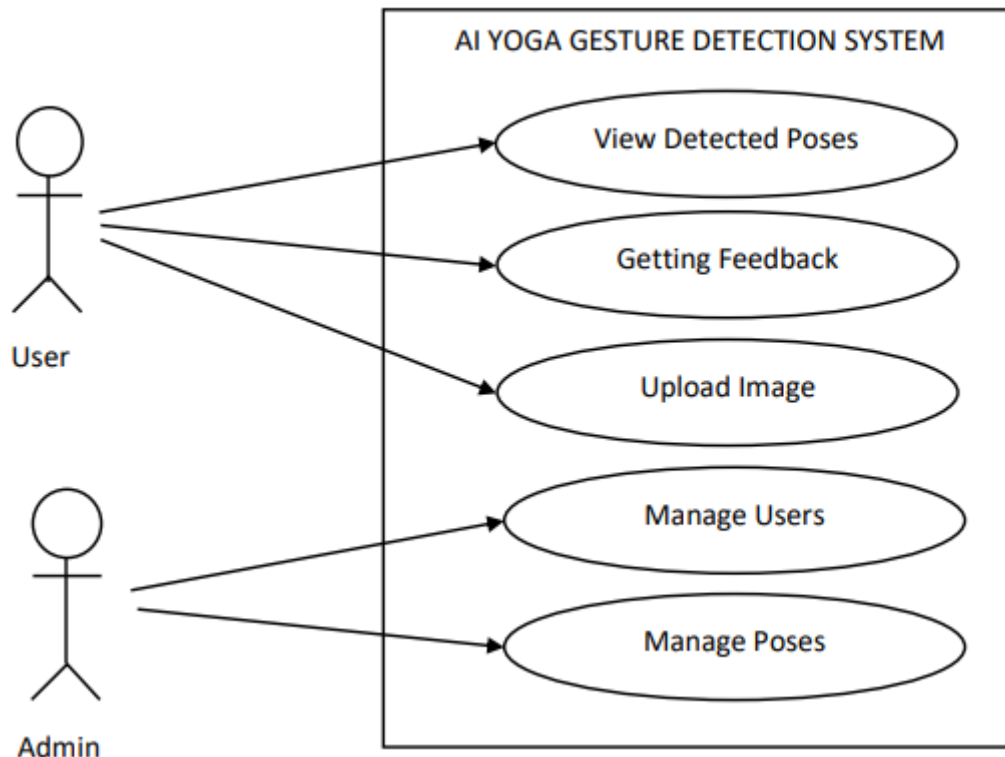 AI YOGA GESTURE DETECTION SYSTEM
View Detected Poses
Getting Feedback
User
Upload Image
Manage Users
Manage Poses
Admin